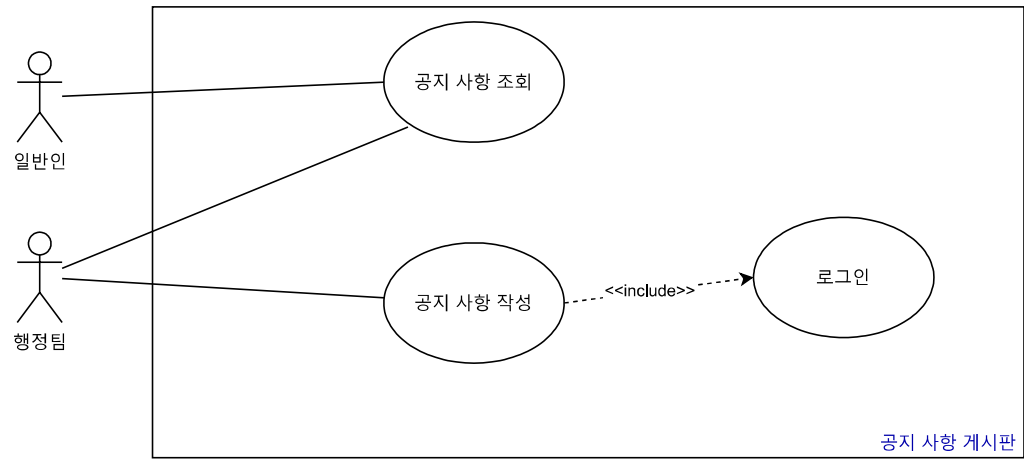 공지 사항 조회
일반인
로그인
<<include>>
공지 사항 작성
행정팀
공지 사항 게시판